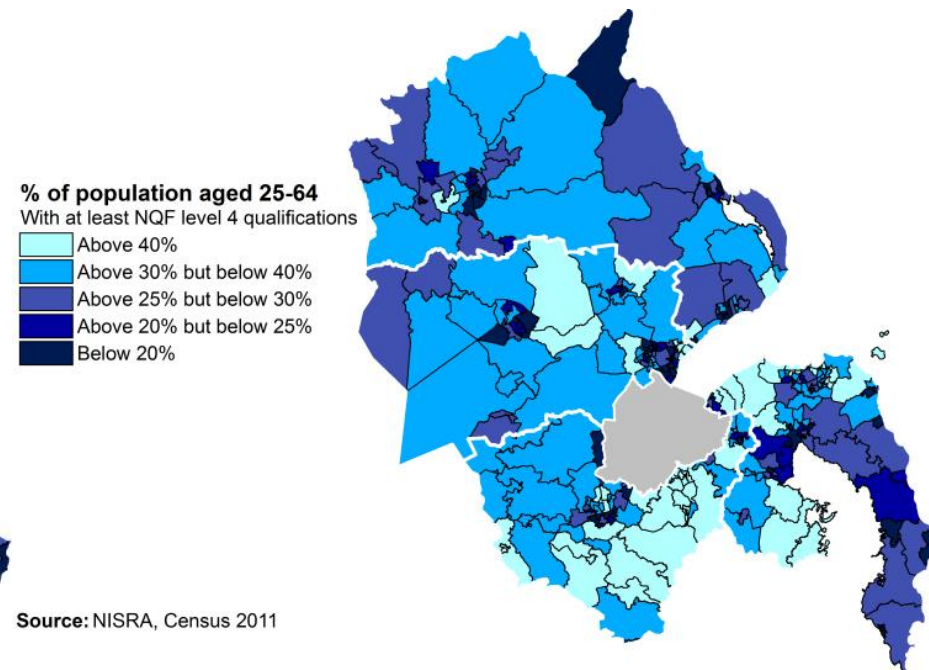 % of population aged 25-64
With at least NQF level 4 qualifications
Above 40%
Above 30% but below 40%
Above 25% but below 30%
Above 20% but below 25%
Below 20%
Source: NISRA, Census 2011